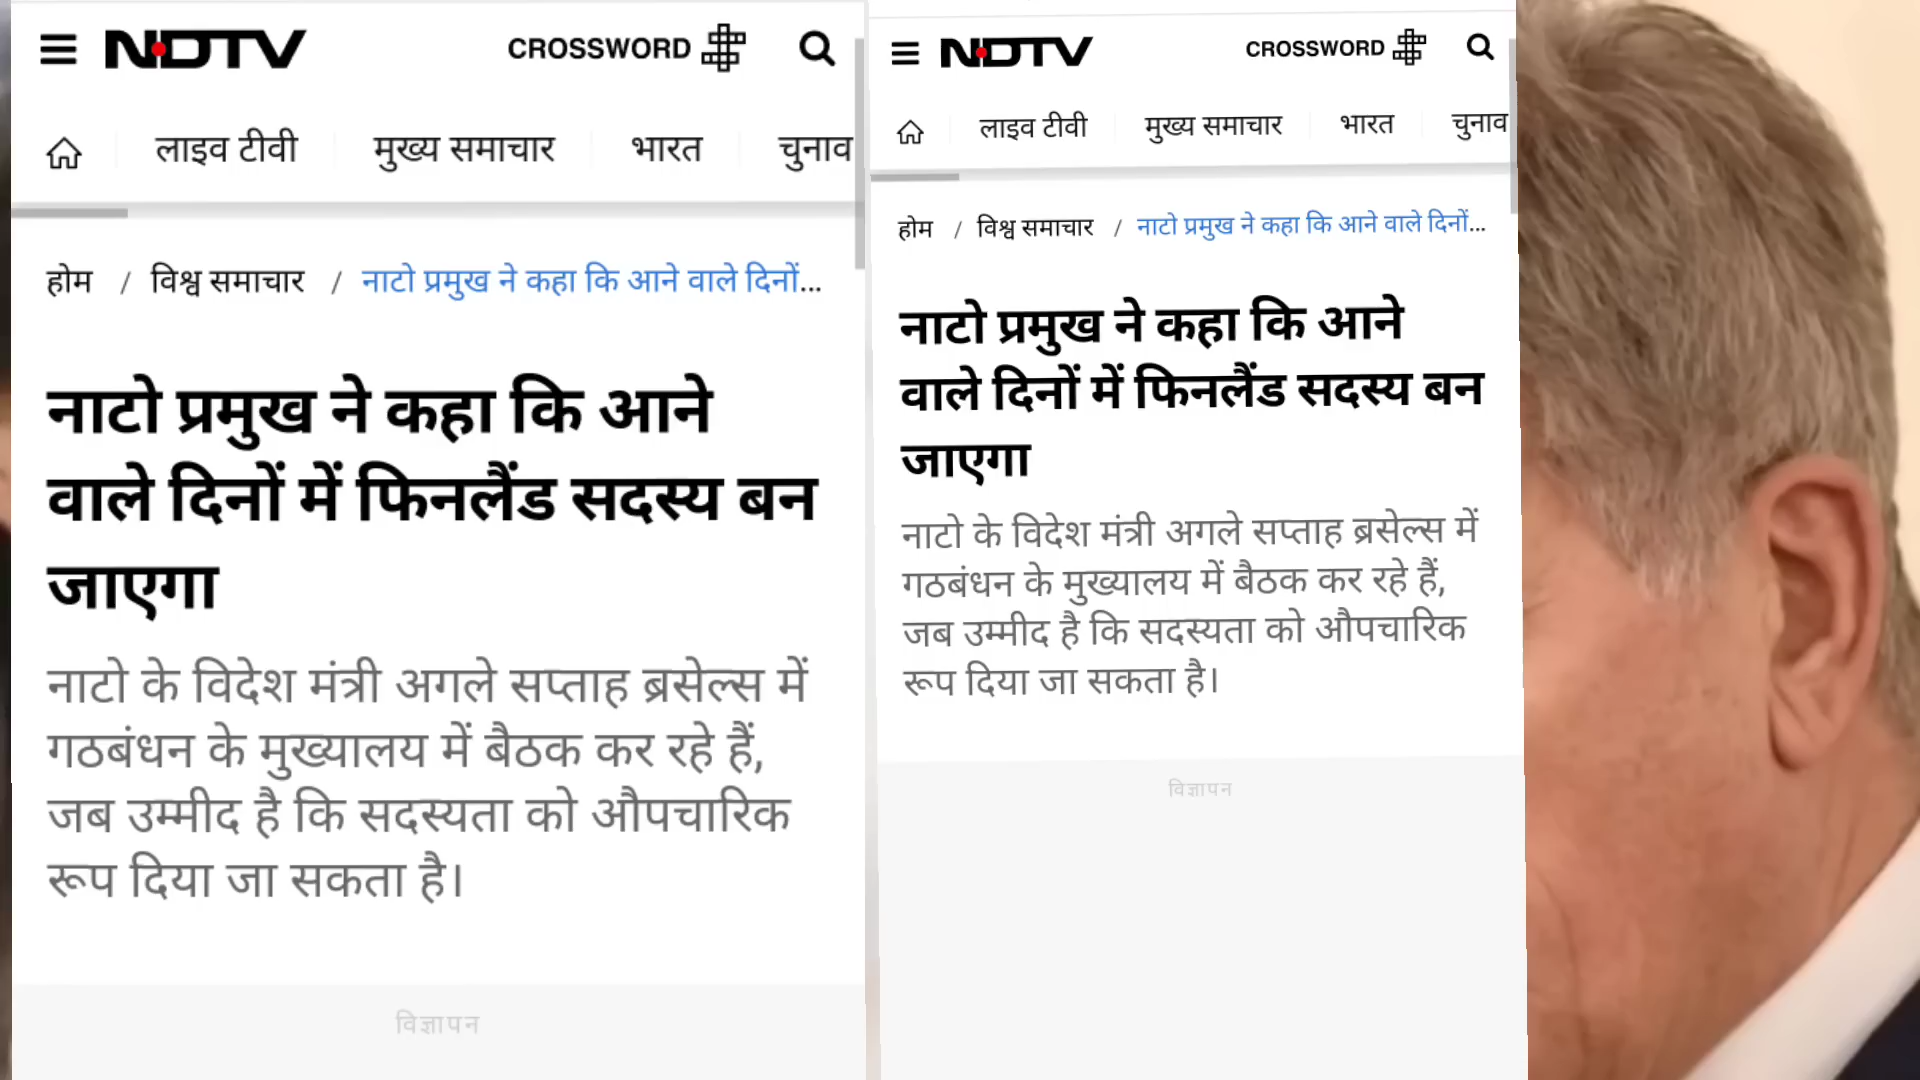 NDTV
CROSSWORD
लाइव टीवी
मुख्य समाचार
भारत
चुनाव
होम / विश्व समाचार / नाटो प्रमुख ने कहा कि आने वाले दिनों...
नाटो प्रमुख ने कहा कि आने
वाले दिनों में फिनलैंड सदस्य बन
जाएगा
नाटो के विदेश मंत्री अगले सप्ताह ब्रसेल्स में
गठबंधन के मुख्यालय में बैठक कर रहे हैं,
जब उम्मीद है कि सदस्यता को औपचारिक
रूप दिया जा सकता है।
विज्ञापन
NDTV
CROSSWORD
लाइव टीवी
मुख्य समाचार
भारत
चुनाव
होम / विश्व समाचार / नाटो प्रमुख ने कहा कि आने वाले दिनों...
नाटो प्रमुख ने कहा कि आने
वाले दिनों में फिनलैंड सदस्य बन
जाएगा
नाटो के विदेश मंत्री अगले सप्ताह ब्रसेल्स में
गठबंधन के मुख्यालय में बैठक कर रहे हैं,
जब उम्मीद है कि सदस्यता को औपचारिक
रूप दिया जा सकता है।
विज्ञापन